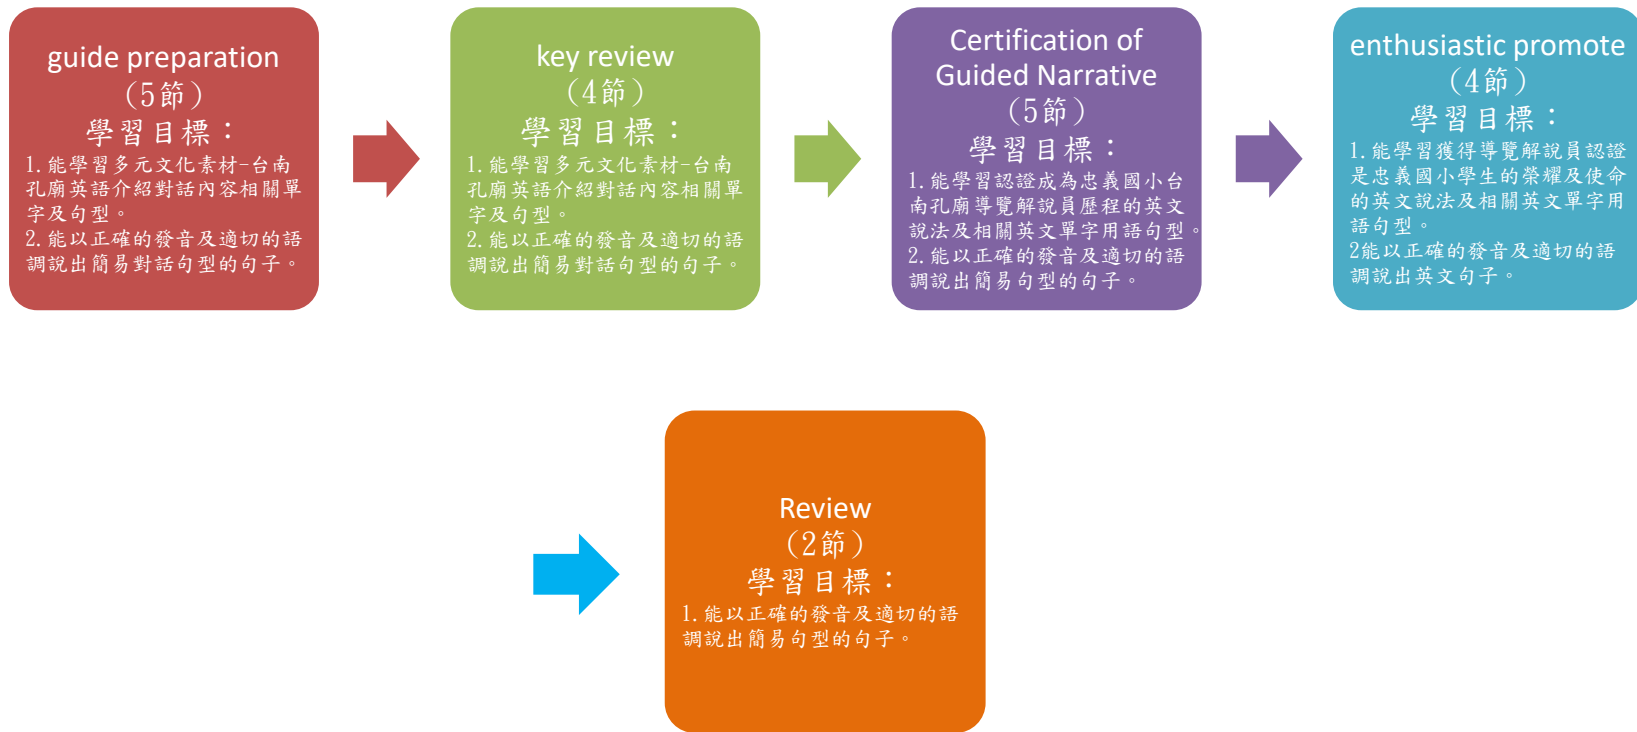 guide preparation
（5節）
學習目標：
1.能學習多元文化素材-台南
孔廟英語介紹對話內容相關單
字及句型。
2.能以正確的發音及適切的語
調說出簡易對話句型的句子。
key review
（4節）
學習目標：
1.能學習多元文化素材-台南
孔廟英語介紹對話內容相關單
字及句型。
2.能以正確的發音及適切的語
調說出簡易對話句型的句子。
Certification of
Guided Narrative
（5節）
學習目標：
1.能學習認證成為忠義國小台
南孔廟導覽解說員歷程的英文
說法及相關英文單字用語句型。
2.能以正確的發音及適切的語
調說出簡易句型的句子。
enthusiastic promote
（4節）
學習目標：
1.能學習獲得導覽解說員認證
是忠義國小學生的榮耀及使命
的英文說法及相關英文單字用
語句型。
2能以正確的發音及適切的語
調說出英文句子。
Review
（2節）
學習目標：
1.能以正確的發音及適切的語
調說出簡易句型的句子。